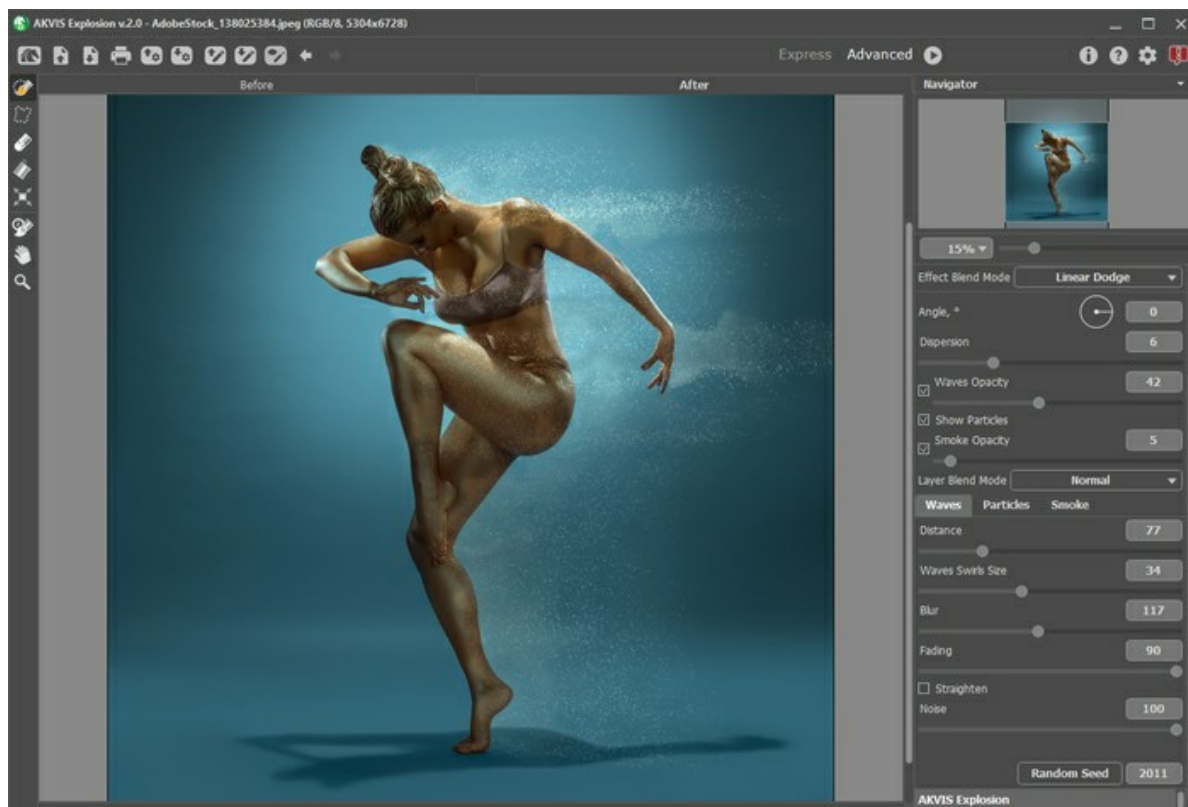 AKVIS Explosion v.2.0 - AdobeStock_138025384.jpeg (RGB/8, 5304x6728)
Express Advanced
Before After
Navigator
15%
Effect Blend Mode Linear Dodge
Angle, ° 0
Dispersion 6
Waves Opacity 42
Show Particles
Smoke Opacity 5
Layer Blend Mode Normal
Waves Particles Smoke
Distance 77
Waves Swirls Size 34
Blur 117
Fading 90
Straighten
Noise 100
Random Seed 2011
AKVIS Explosion